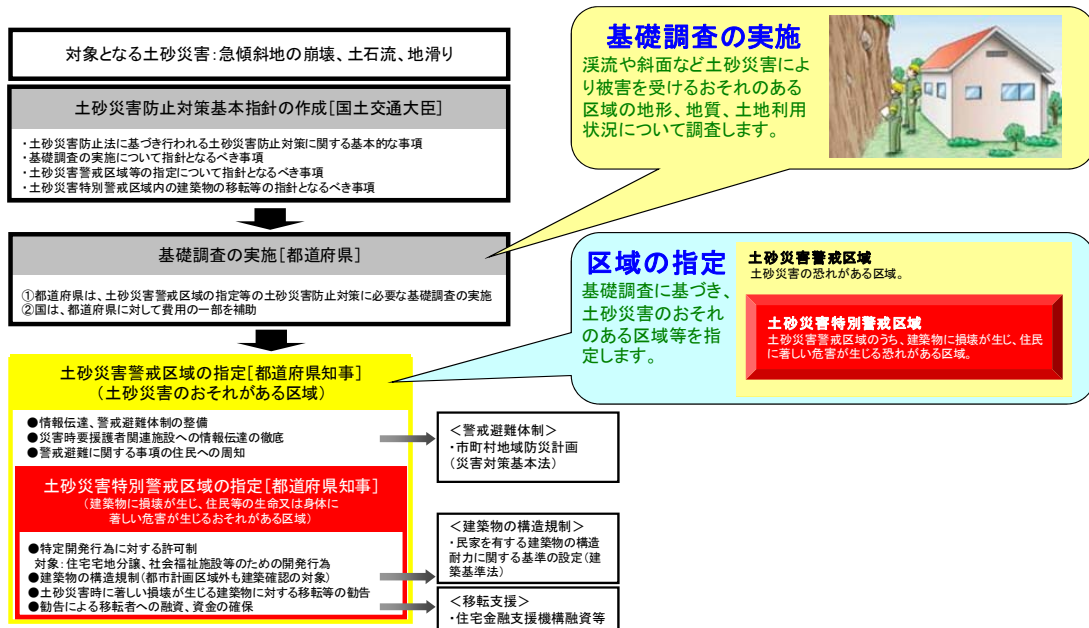 対象となる土砂災害:急傾斜地の崩壊、土石流、地滑り
土砂災害防止対策基本指針の作成[国土交通大臣]
・土砂災害防止法に基づき行われる土砂災害防止対策に関する基本的な事項
・基礎調査の実施について指針となるべき事項
・土砂災害警戒区域等の指定について指針となるべき事項
・土砂災害特別警戒区域内の建築物の移転等の指針となるべき事項
基礎調査の実施[都道府県]
①都道府県は、土砂災害警戒区域の指定等の土砂災害防止対策に必要な基礎調査の実施
②国は、都道府県に対して費用の一部を補助
土砂災害警戒区域の指定[都道府県知事]
(土砂災害のおそれがある区域)
●情報伝達、警戒避難体制の整備
●災害時要援護者関連施設への情報伝達の徹底
●警戒避難に関する事項の住民への周知
土砂災害特別警戒区域の指定[都道府県知事]
(建築物に損壊が生じ、住民等の生命又は身体に
著しい危害が生じるおそれがある区域)
●特定開発行為に対する許可制
対象:住宅宅地分譲、社会福祉施設等のための開発行為
●建築物の構造規制(都市計画区域外も建築確認の対象)
●土砂災害時に著しい損壊が生じる建築物に対する移転等の勧告
●勧告による移転者への融資、資金の確保
<警戒避難体制>
・市町村地域防災計画
(災害対策基本法)
<建築物の構造規制>
・民家を有する建築物の構造
耐力に関する基準の設定(建
築基準法)
<移転支援>
・住宅金融支援機構融資等
基礎調査の実施
渓流や斜面など土砂災害によ
り被害を受けるおそれのある
区域の地形、地質、土地利用
状況について調査します。
区域の指定
基礎調査に基づき、
土砂災害のおそれ
のある区域等を指
定します。
土砂災害警戒区域
土砂災害の恐れがある区域。
土砂災害特別警戒区域
土砂災害警戒区域のうち、建築物に損壊が生じ、住民
に著しい危害が生じる恐れがある区域。